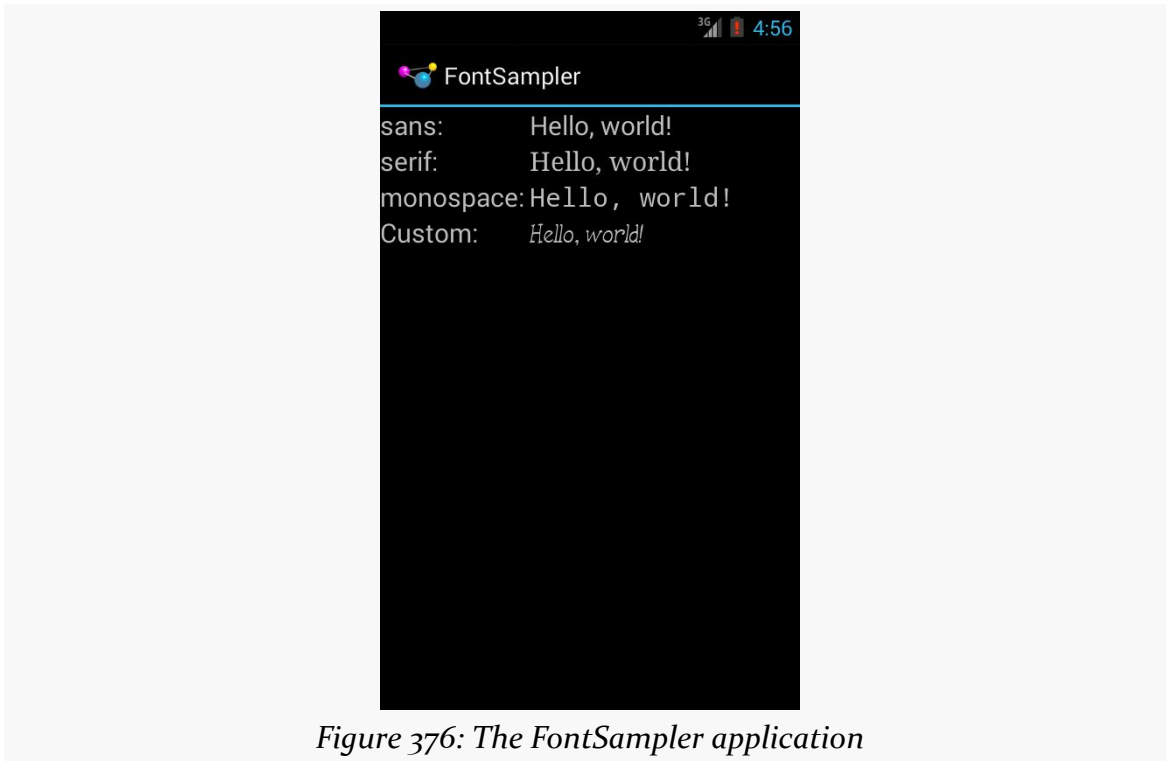 3G 4:56
FontSampler
sans: Hello, world!
serif: Hello, world!
monospace: Hello, world!
Custom: Hello, world!
Figure 376: The FontSampler application